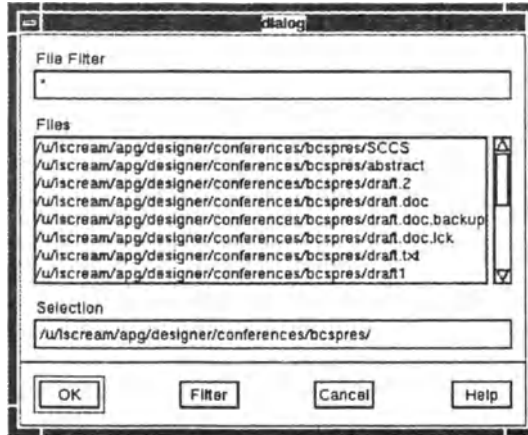 dialog
File Filter
*
Files
/u/iscream/apg/designer/conferences/bcspres/SCCS
/u/iscream/apg/designer/conferences/bcspres/abstract
/u/iscream/apg/designer/conferences/bcspres/draft.2
/u/iscream/apg/designer/conferences/bcspres/draft.doc
/u/iscream/apg/designer/conferences/bcspres/draft.doc.backup
/u/iscream/apg/designer/conferences/bcspres/draft.doc.lck
/u/iscream/apg/designer/conferences/bcspres/draft.txt
/u/iscream/apg/designer/conferences/bcspres/draft1
Selection
/u/iscream/apg/designer/conferences/bcspres/
OK Filter Cancel Help